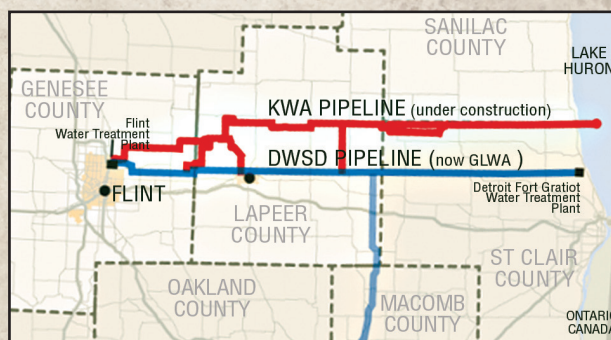 SANILAC
COUNTY
LAKE
HURON
GENESEE
COUNTY
KWA PIPELINE (under construction)
Flint
Water Treatment
Plant
DWSD PIPELINE (now GLWA )
FLINT
Detroit Fort Gratiot
Water Treatment
Plant
LAPEER
COUNTY
ST CLAIR
COUNTY
OAKLAND
COUNTY
MACOMB
COUNTY
ONTARIO
CANADA